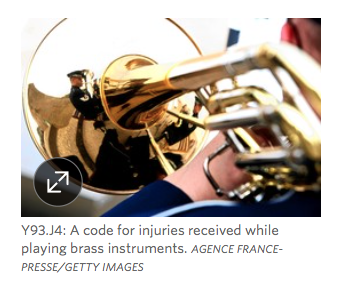 Y93.J4: A code for injuries received while
playing brass instruments. AGENCE FRANCE-
PRESSE/GETTY IMAGES